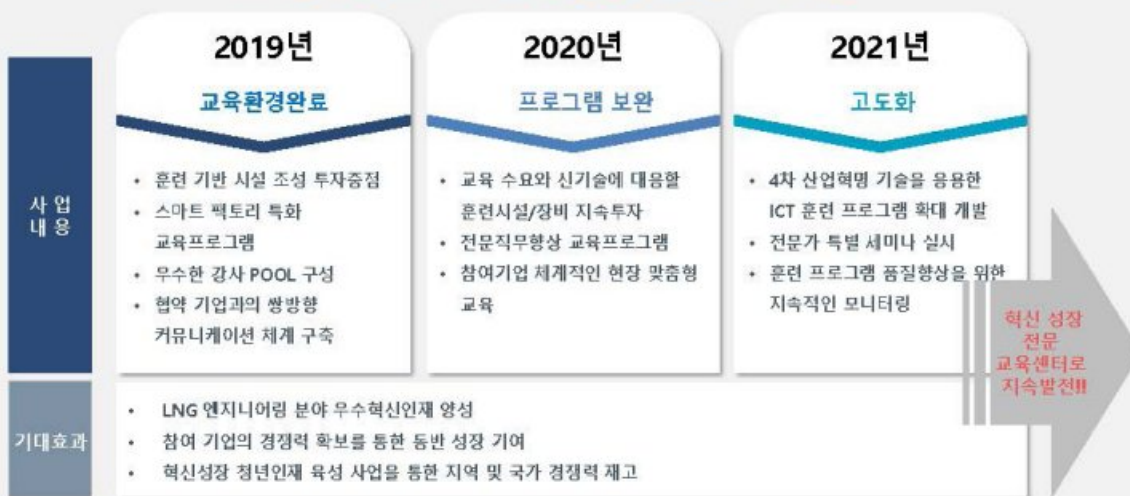 2019년
교육환경완료
2020년
프로그램 보완
2021년
고도화
사 업
내 용
• 훈련 기반 시설 조성 투자중점
• 스마트 팩토리 특화
교육프로그램
• 우수한 강사 POOL 구성
• 협약 기업과의 쌍방향
커뮤니케이션 체계 구축
• 교육 수요와 신기술에 대응할
훈련시설/장비 지속투자
• 전문직무향상 교육프로그램
• 참여기업 체계적인 현장 맞춤형
교육
• 4차 산업혁명 기술을 응용한
ICT 훈련 프로그램 확대 개발
• 전문가 특별 세미나 실시
• 훈련 프로그램 품질향상을 위한
지속적인 모니터링
혁신 성장
전문
교육센터로
지속발전!!
기대효과
• LNG 엔지니어링 분야 우수혁신인재 양성
• 참여 기업의 경쟁력 확보를 통한 동반 성장 기여
• 혁신성장 청년인재 육성 사업을 통한 지역 및 국가 경쟁력 재고